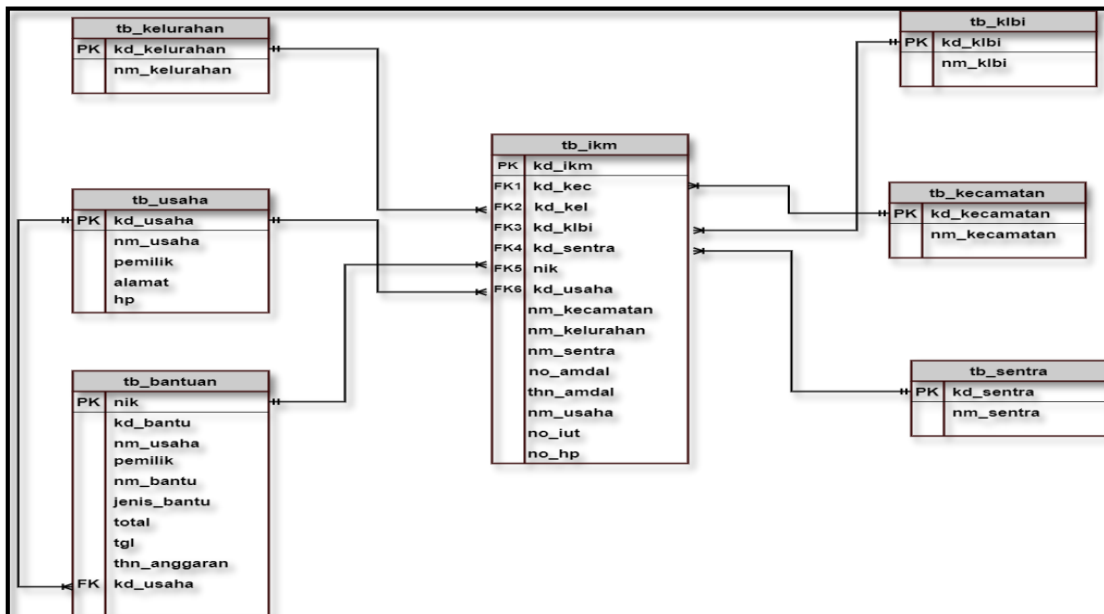 tb_kelurahan
PK kd_kelurahan
nm_kelurahan
tb_usaha
PK kd_usaha
nm_usaha
pemilik
alamat
hp
tb_bantuan
PK nik
kd_bantu
nm_usaha
pemilik
nm_bantu
jenis_bantu
total
tgl
thn_anggaran
FK kd_usaha
tb_ikm
PK kd_ikm
FK1 kd_kec
FK2 kd_kel
FK3 kd_klbi
FK4 kd_sentra
FK5 nik
FK6 kd_usaha
nm_kecamatan
nm_kelurahan
nm_sentra
no_amdal
thn_amdal
nm_usaha
no_iut
no_hp
tb_klbi
PK kd_klbi
nm_klbi
tb_kecamatan
PK kd_kecamatan
nm_kecamatan
tb_sentra
PK kd_sentra
nm_sentra